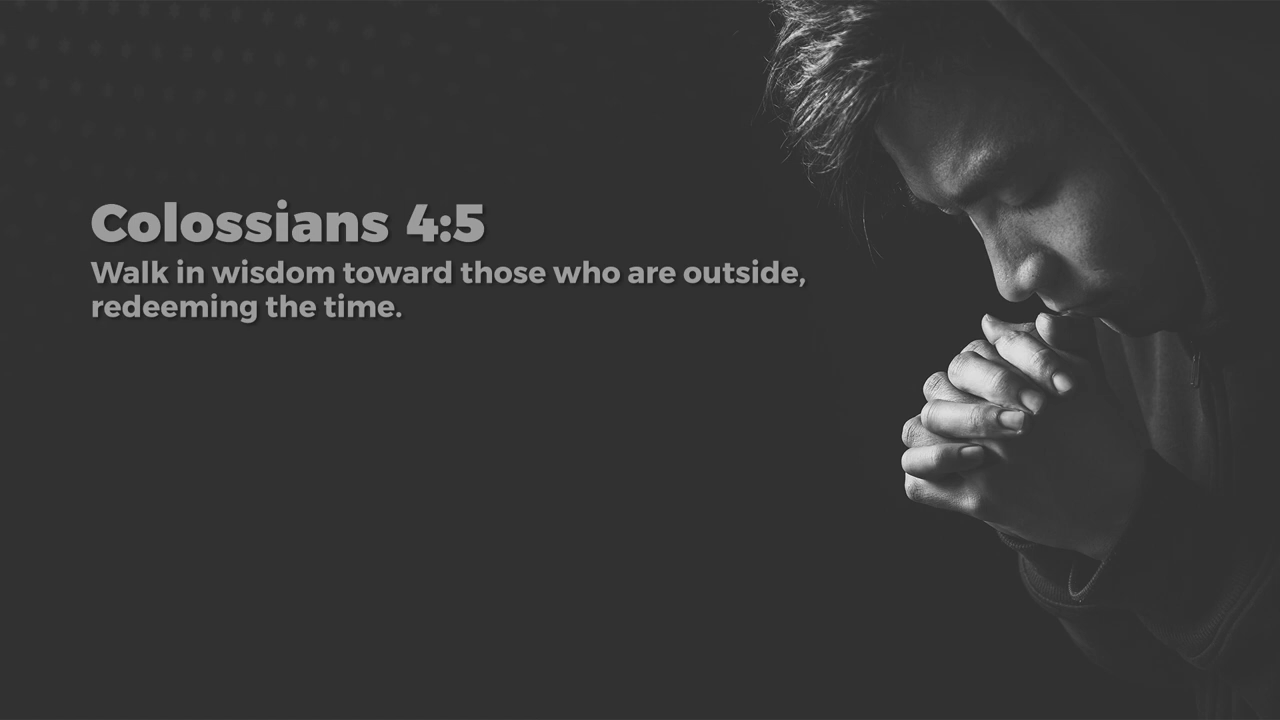 Colossians 4:5
Walk in wisdom toward those who are outside,
redeeming the time.